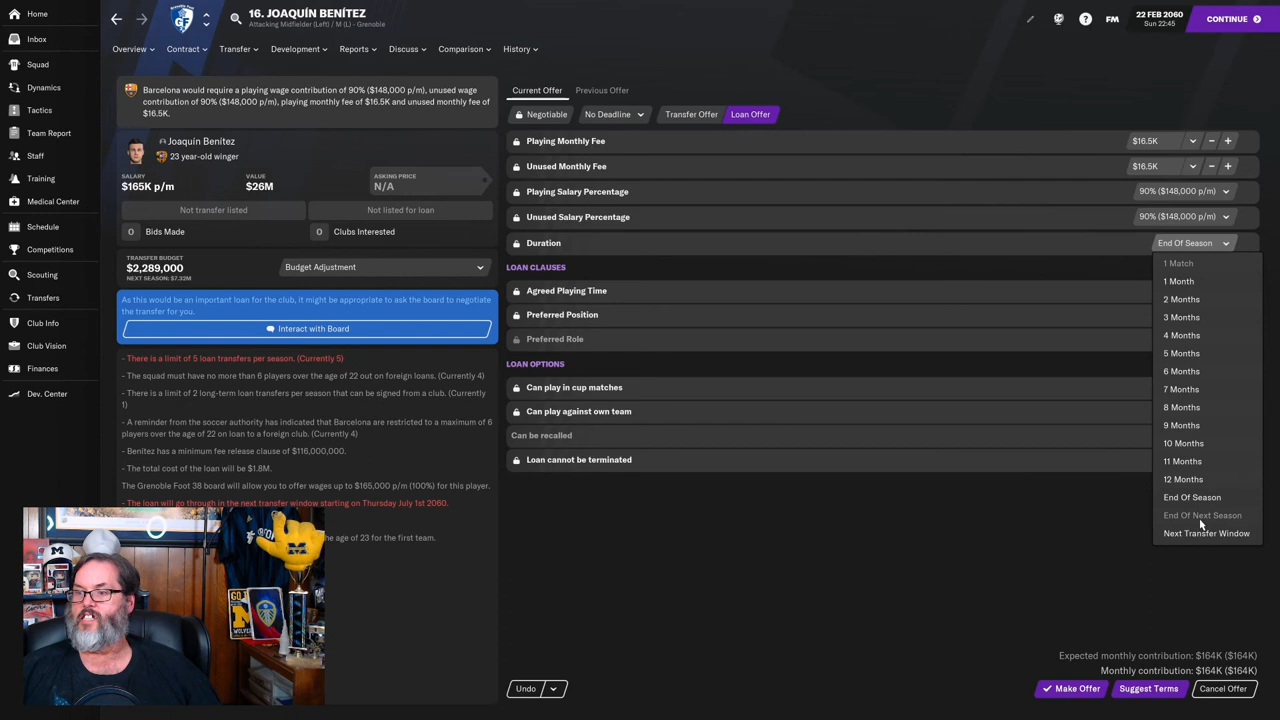 Home
Inbox
Squad
Dynamics
Tactics
Team Report
Staff
Training
Medical Center
Schedule
Competitions
Scouting
Transfers
Club Info
Club Vision
Finances
Dev. Center
Grenoble Foot 38
GF
16. JOAQUÍN BENÍTEZ
Attacking Midfielder (Left) / M (L) - Grenoble
FM
22 FEB 2060
Sun 22:45
CONTINUE
Overview
Contract
Transfer
Development
Reports
Discuss
Comparison
History
Barcelona would require a playing wage contribution of 90% ($148,000 p/m), unused wage
contribution of 90% ($148,000 p/m), playing monthly fee of $16.5K and unused monthly fee of
$16.5K.
Joaquín Benítez
23 year-old winger
SALARY
$165K p/m
VALUE
$26M
ASKING PRICE
N/A
Not transfer listed
Not listed for loan
0 Bids Made
0 Clubs Interested
TRANSFER BUDGET
$2,289,000
NEXT SEASON: $7.32M
Budget Adjustment
As this would be an important loan for the club, it might be appropriate to ask the board to negotiate
the transfer for you.
Interact with Board
- There is a limit of 5 loan transfers per season. (Currently 5)
- The squad must have no more than 6 players over the age of 22 out on foreign loans. (Currently 4)
- There is a limit of 2 long-term loan transfers per season that can be signed from a club. (Currently
1)
- A reminder from the soccer authority has indicated that Barcelona are restricted to a maximum of 6
players over the age of 22 on loan to a foreign club. (Currently 4)
- Benítez has a minimum fee release clause of $116,000,000.
- The total cost of the loan will be $1.8M.
The Grenoble Foot 38 board will allow you to offer wages up to $165,000 p/m (100%) for this player.
- The loan will go through in the next transfer window starting on Thursday July 1st 2060.
he age of 23 for the first team.
Current Offer
Previous Offer
Negotiable
No Deadline
Transfer Offer
Loan Offer
Playing Monthly Fee
$16.5K
Unused Monthly Fee
$16.5K
Playing Salary Percentage
90% ($148,000 p/m)
Unused Salary Percentage
90% ($148,000 p/m)
Duration
End Of Season
LOAN CLAUSES
Agreed Playing Time
Preferred Position
Preferred Role
LOAN OPTIONS
Can play in cup matches
Can play against own team
Can be recalled
Loan cannot be terminated
1 Match
1 Month
2 Months
3 Months
4 Months
5 Months
6 Months
7 Months
8 Months
9 Months
10 Months
11 Months
12 Months
End Of Season
End Of Next Season
Next Transfer Window
Expected monthly contribution: $164K ($164K)
Monthly contribution: $164K ($164K)
Undo
Make Offer
Suggest Terms
Cancel Offer
M
GO
WOLVERINES
M